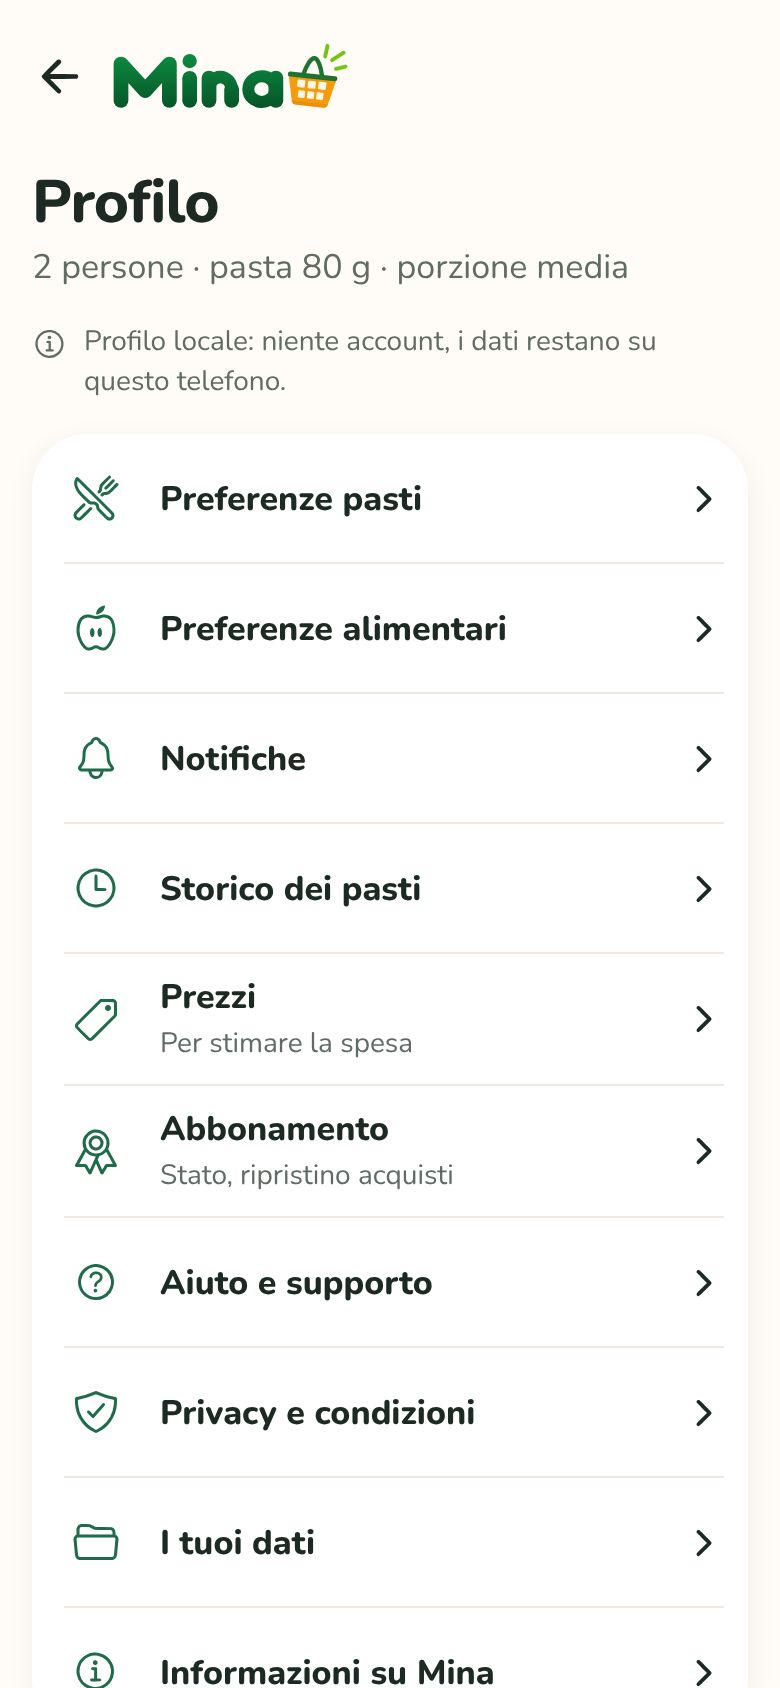 Mina
Profilo
2 persone · pasta 80 g · porzione media
Profilo locale: niente account, i dati restano su
questo telefono.
Preferenze pasti
Preferenze alimentari
Notifiche
Storico dei pasti
Prezzi
Per stimare la spesa
Abbonamento
Stato, ripristino acquisti
Aiuto e supporto
Privacy e condizioni
I tuoi dati
Informazioni su Mina